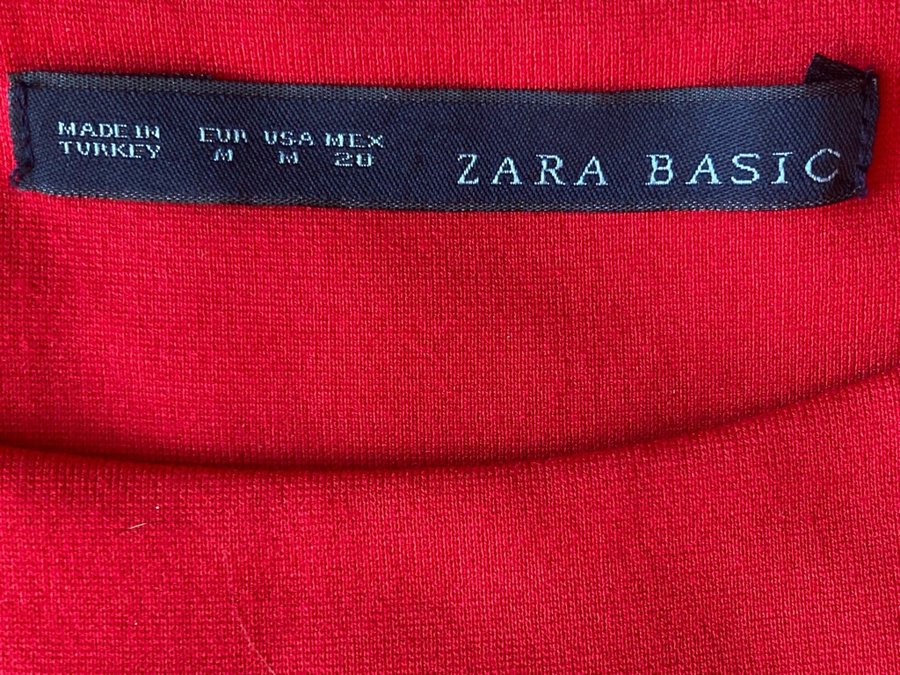 MADE IN
TURKEY
EUR USA MEX
M M 28
ZARA BASIC